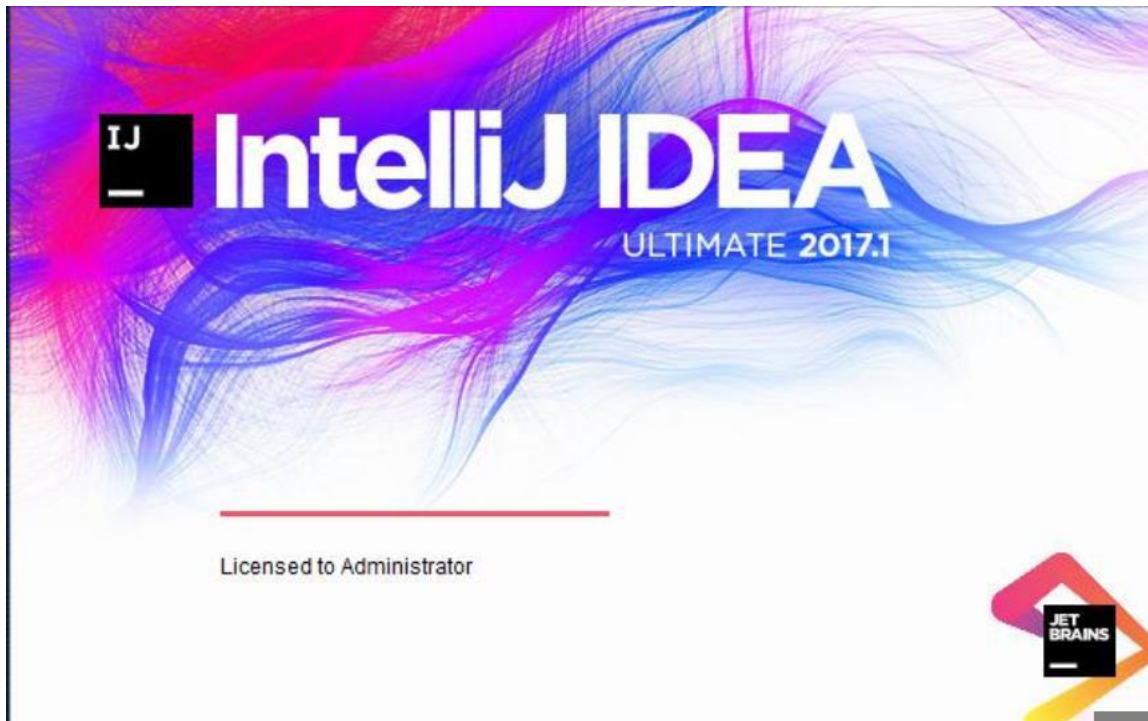 IJ
IntelliJ IDEA
ULTIMATE 2017.1
Licensed to Administrator
JET
BRAINS